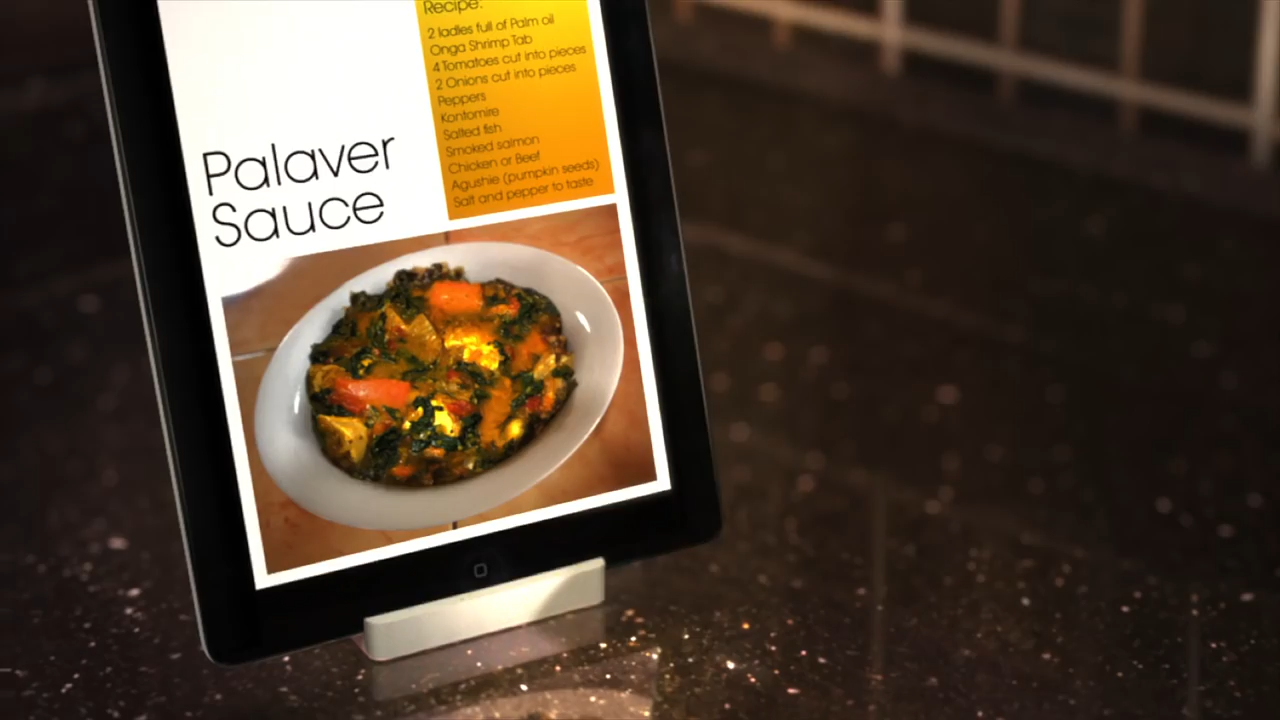 Recipe:
2 ladles full of Palm oil
Onga Shrimp Tab
4 Tomatoes cut into pieces
2 Onions cut into pieces
Peppers
Kontomire
Salted fish
Smoked salmon
Chicken or Beef
Agushie (pumpkin seeds)
Salt and pepper to taste
Palaver
Sauce